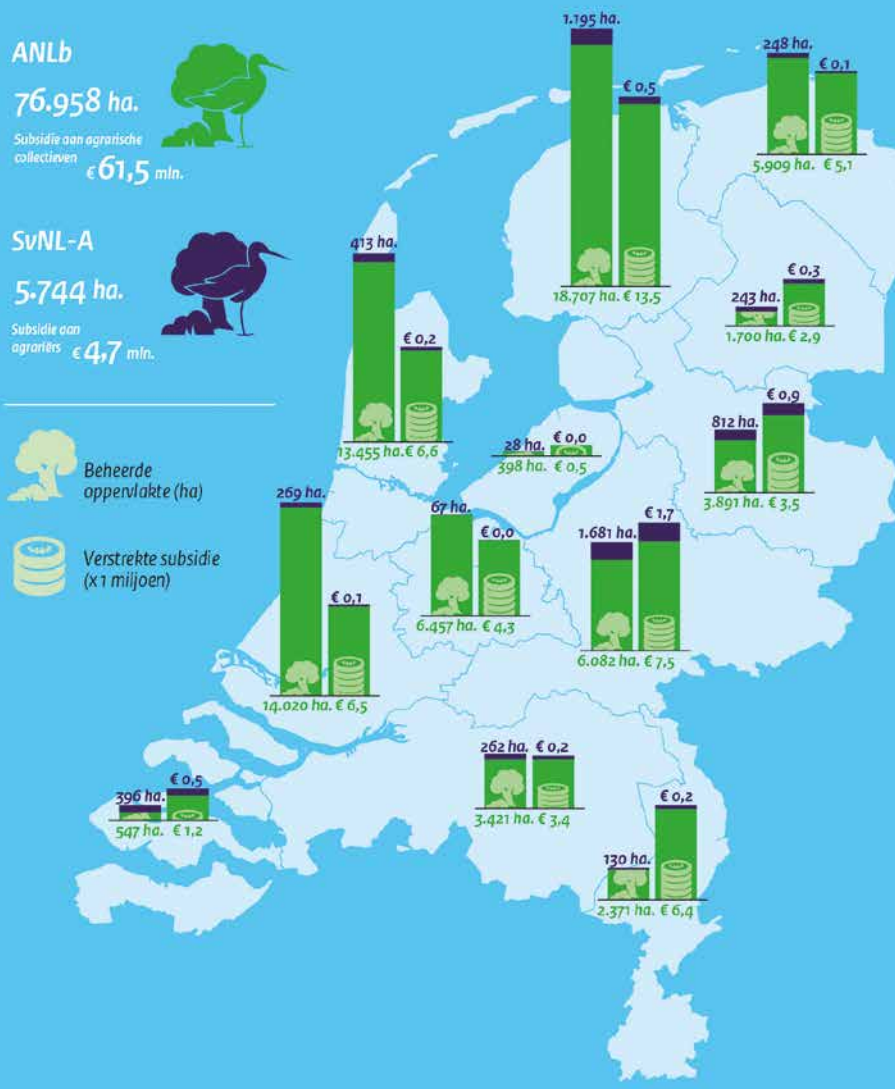 ANLb
76.958 ha.
Subsidie aan agrarische
collectieven
€ 61,5 mln.
SvNL-A
5.744 ha.
Subsidie aan
agrariërs € 4,7 mln.
Beheerde
oppervlakte (ha)
Verstrekte subsidie
(x 1 miljoen)
1.195 ha.
€ 0,5
18.707 ha. € 13,5
248 ha.
€ 0,1
5.909 ha. € 5,1
413 ha.
€ 0,2
13.455 ha. € 6,6
243 ha.
€ 0,3
1.700 ha. € 2,9
28 ha. € 0,0
398 ha. € 0,5
812 ha.
€ 0,9
3.891 ha. € 3,5
269 ha.
€ 0,1
14.020 ha. € 6,5
67 ha.
€ 0,0
6.457 ha. € 4,3
1.681 ha.
€ 1,7
6.082 ha. € 7,5
396 ha.
€ 0,5
547 ha. € 1,2
262 ha. € 0,2
3.421 ha. € 3,4
130 ha.
€ 0,2
2.371 ha. € 6,4